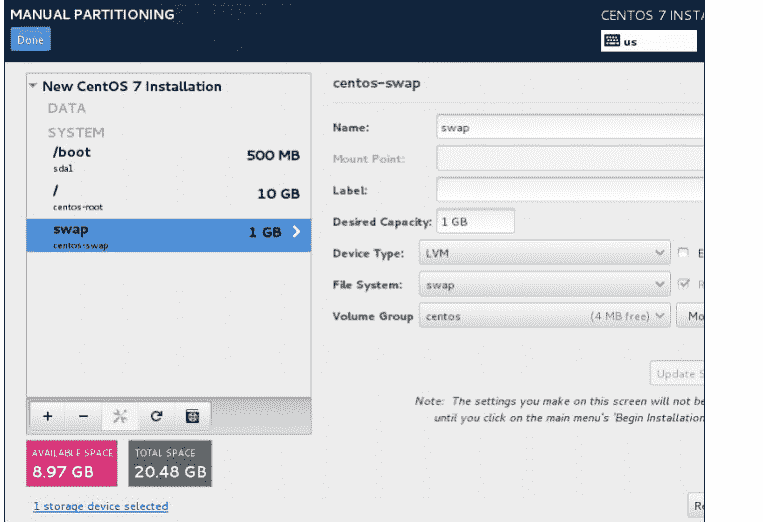 MANUAL PARTITIONING
CENTOS 7 INSTA
Done
us
New CentOS 7 Installation
DATA
SYSTEM
/boot
500 MB
sda1
/
10 GB
centos-root
swap
1 GB
centos-swap
+ -
AVAILABLE SPACE
8.97 GB
TOTAL SPACE
20.48 GB
1 storage device selected
centos-swap
Name: swap
Mount Point:
Label:
Desired Capacity: 1 GB
Device Type: LVM
E
File System: swap
R
Volume Group centos (4 MB free)
Mo
Update S
Note: The settings you make on this screen will not be
until you click on the main menu's 'Begin Installation
Re